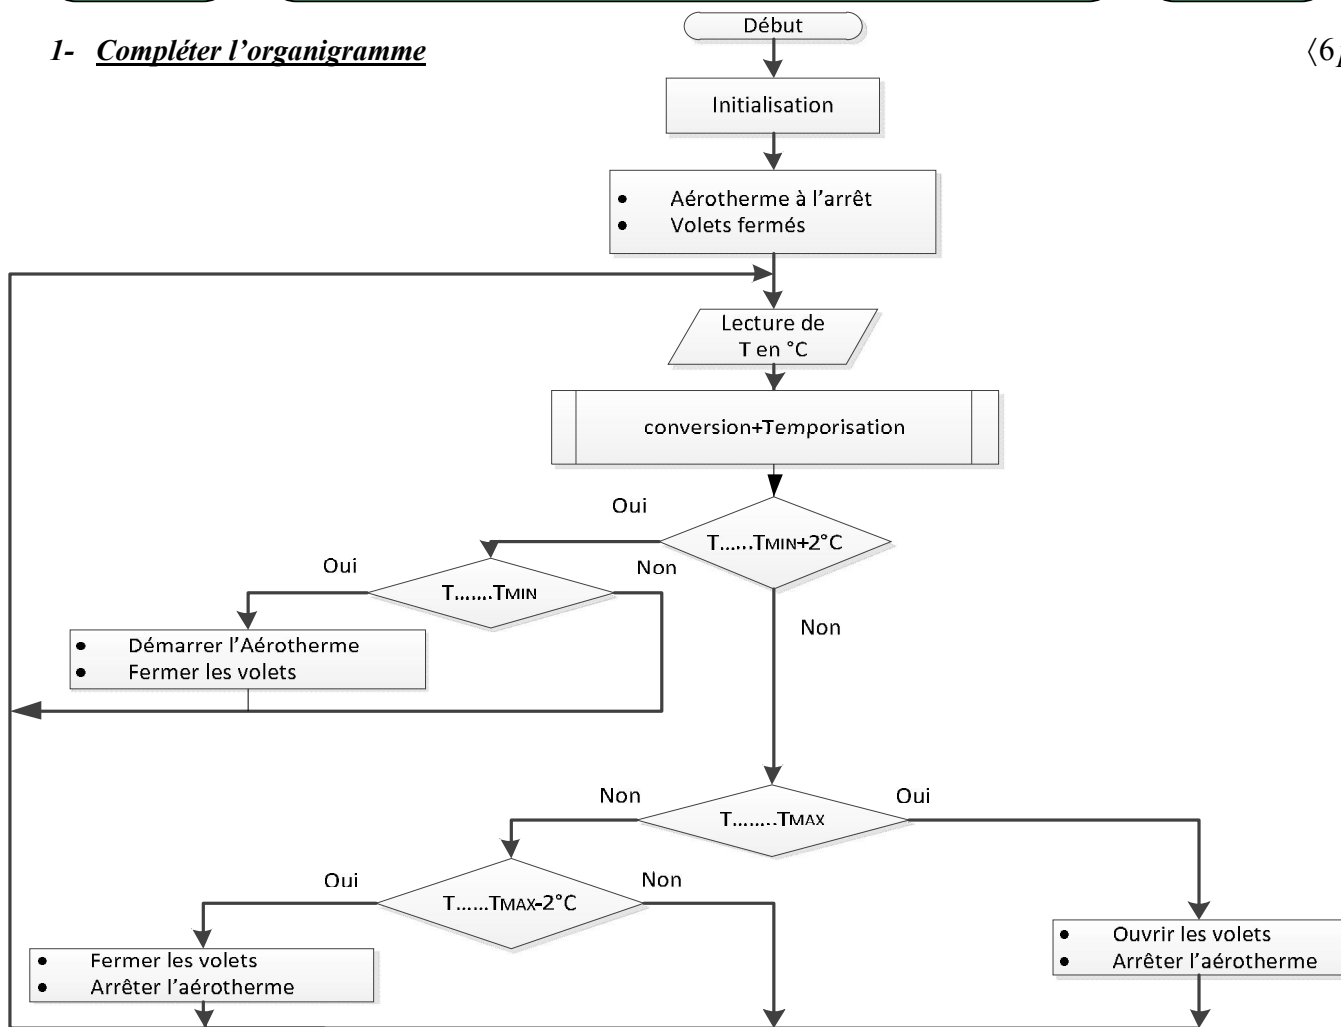 Début
1- Compléter l'organigramme
⟨6
Initialisation
• Aérotherme à l'arrêt
• Volets fermés
Lecture de
T en °C
conversion+Temporisation
Oui
T......TMIN+2°C
Oui
Non
T.......TMIN
Non
• Démarrer l'Aérotherme
• Fermer les volets
Non
Oui
T........TMAX
Oui
Non
T......TMAX-2°C
• Fermer les volets
• Arrêter l'aérotherme
• Ouvrir les volets
• Arrêter l'aérotherme